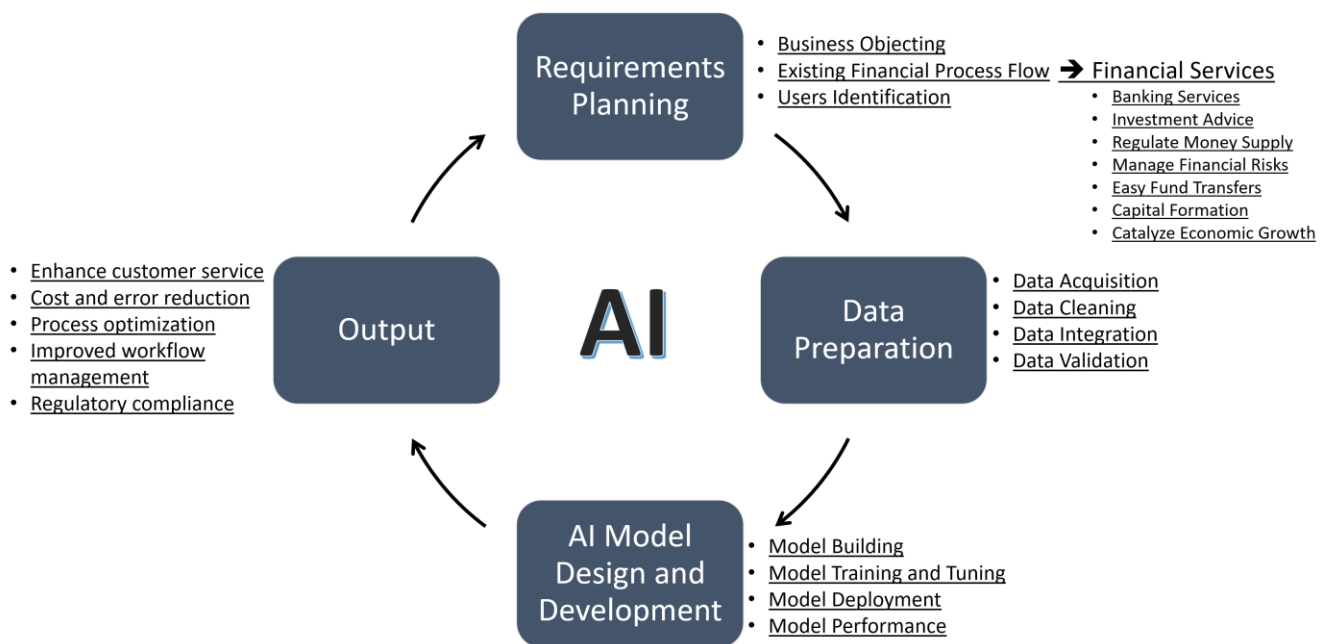 Requirements
Planning
• Business Objecting
• Existing Financial Process Flow ➔ Financial Services
• Users Identification
• Banking Services
• Investment Advice
• Regulate Money Supply
• Manage Financial Risks
• Easy Fund Transfers
• Capital Formation
• Catalyze Economic Growth
Data
Preparation
• Data Acquisition
• Data Cleaning
• Data Integration
• Data Validation
AI Model
Design and
Development
• Model Building
• Model Training and Tuning
• Model Deployment
• Model Performance
Output
• Enhance customer service
• Cost and error reduction
• Process optimization
• Improved workflow
management
• Regulatory compliance
AI